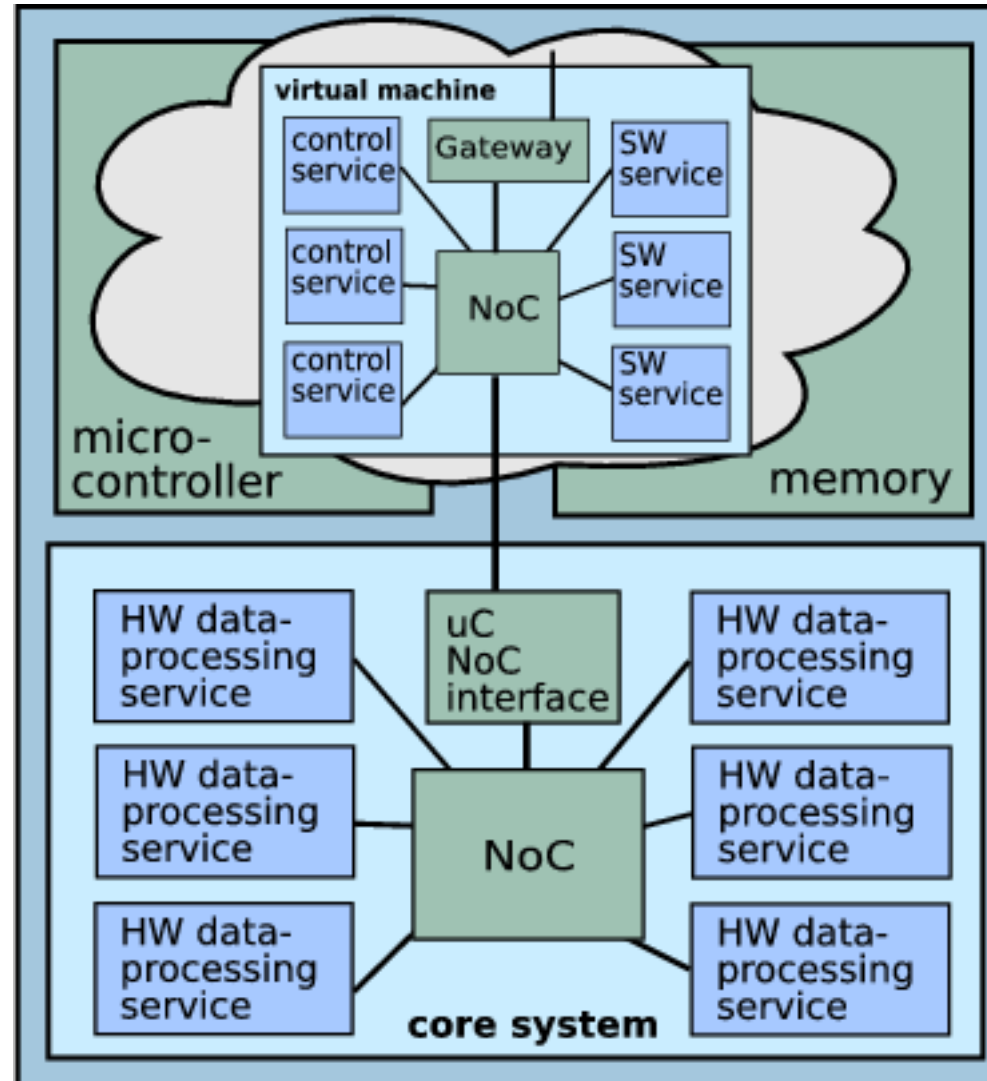 virtual machine
control
service
Gateway
SW
service
control
service
NoC
SW
service
control
service
SW
service
micro-
controller
memory
HW data-
processing
service
uC
NoC
interface
HW data-
processing
service
HW data-
processing
service
NoC
HW data-
processing
service
HW data-
processing
service
HW data-
processing
service
core system